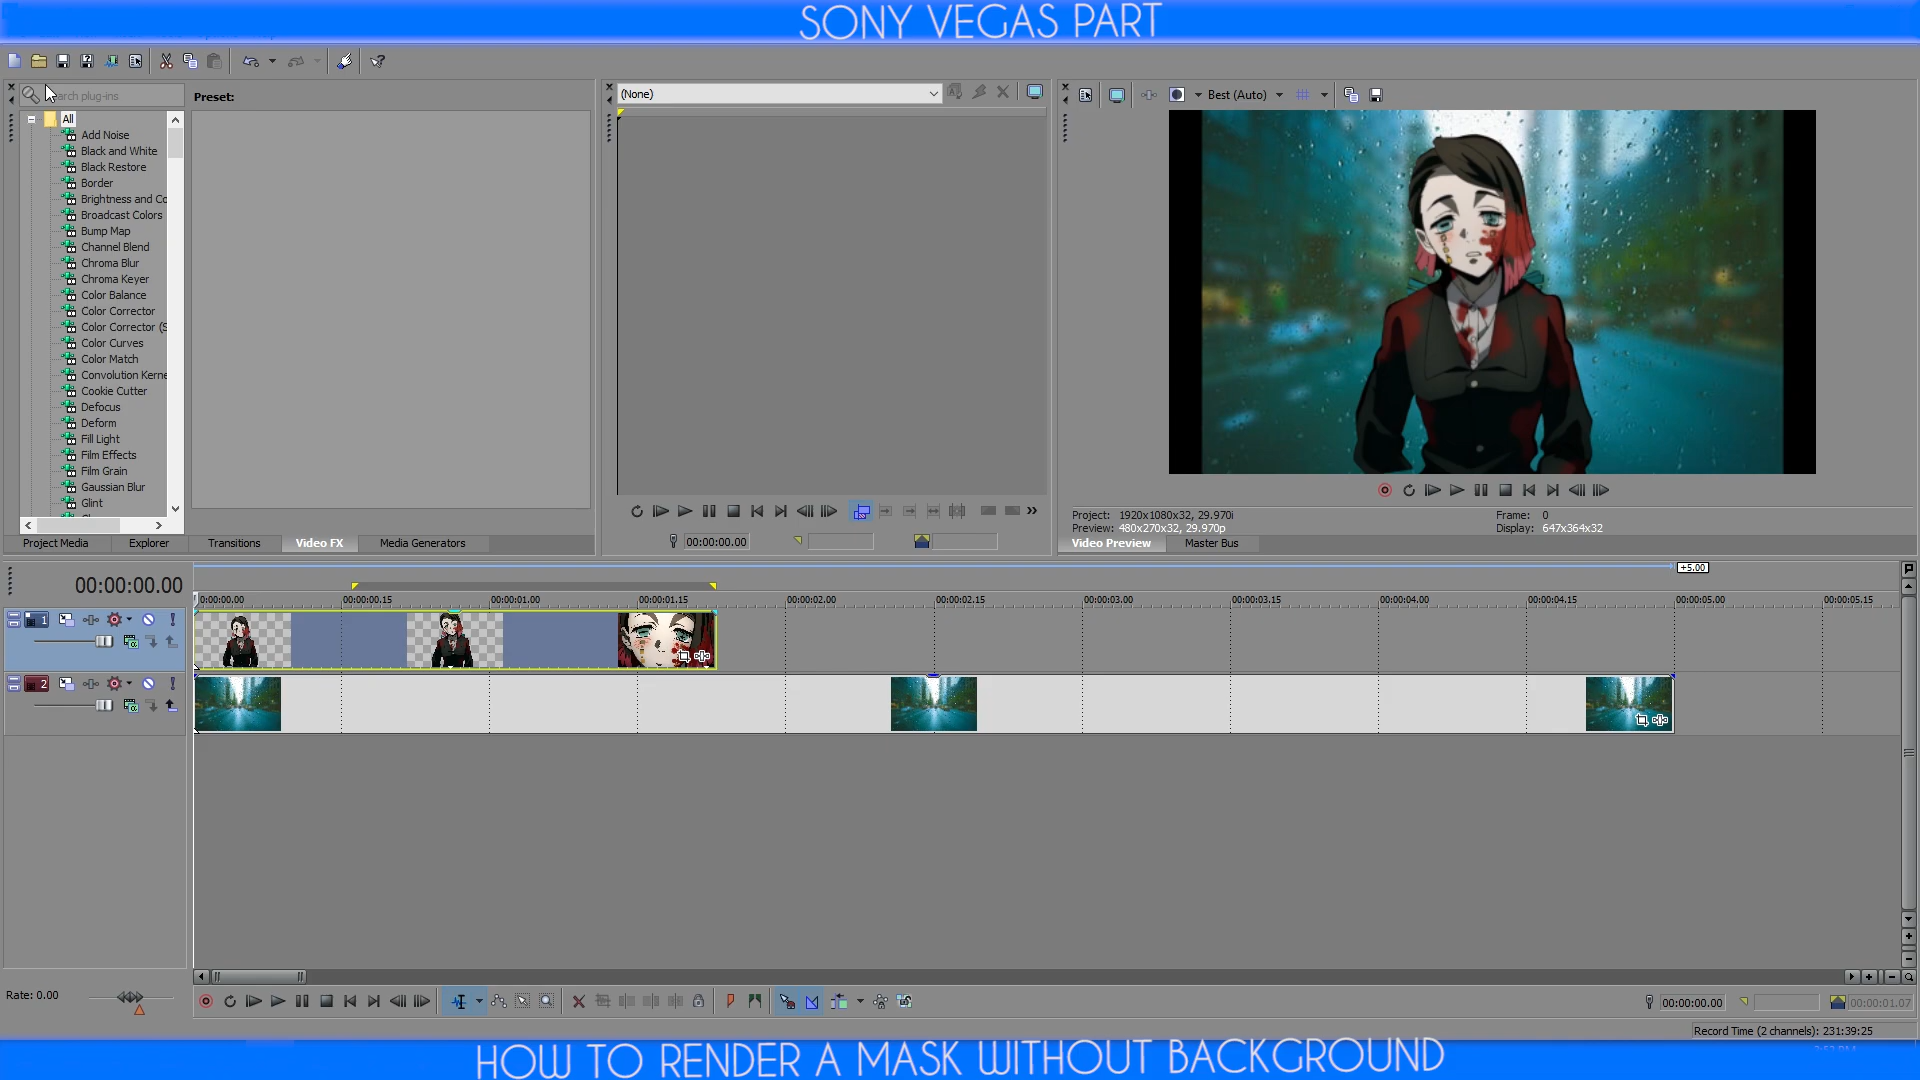 SONY VEGAS PART
arch plug-ins
Preset:
(None)
Best (Auto)
All
Add Noise
Black and White
Black Restore
Border
Brightness and Co
Broadcast Colors
Bump Map
Channel Blend
Chroma Blur
Chroma Keyer
Color Balance
Color Corrector
Color Corrector (S
Color Curves
Color Match
Convolution Kerne
Cookie Cutter
Defocus
Deform
Fill Light
Film Effects
Film Grain
Gaussian Blur
Glint
Project Media
Explorer
Transitions
Video FX
Media Generators
00:00:00.00
Project: 1920x1080x32, 29.970i
Frame: 0
Preview: 480x270x32, 29.970p
Display: 647x364x32
Video Preview
Master Bus
+5.00
00:00:00.00
0:00:00.00 00:00:00.15 00:00:01.00 00:00:01.15 00:00:02.00 00:00:02.15 00:00:03.00 00:00:03.15 00:00:04.00 00:00:04.15 00:00:05.00 00:00:05.15
1
2
Rate: 0.00
00:00:00.00
00:00:01.07
Record Time (2 channels): 231:39:25
HOW TO RENDER A MASK WITHOUT BACKGROUND